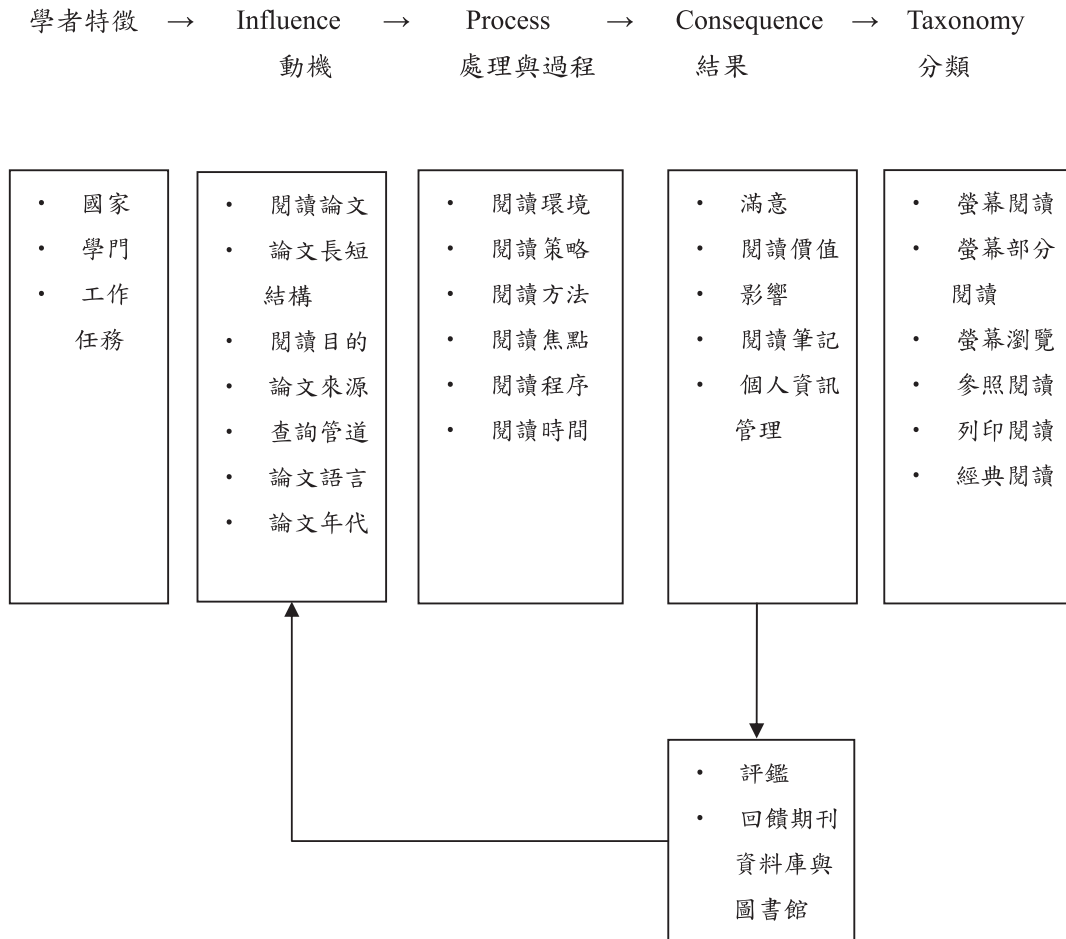 學者特徵 → Influence → Process → Consequence → Taxonomy
動機 處理與過程 結果 分類
• 國家
• 學門
• 工作
任務
• 閱讀論文
• 論文長短
結構
• 閱讀目的
• 論文來源
• 查詢管道
• 論文語言
• 論文年代
• 閱讀環境
• 閱讀策略
• 閱讀方法
• 閱讀焦點
• 閱讀程序
• 閱讀時間
• 滿意
• 閱讀價值
• 影響
• 閱讀筆記
• 個人資訊
管理
• 螢幕閱讀
• 螢幕部分
閱讀
• 螢幕瀏覽
• 參照閱讀
• 列印閱讀
• 經典閱讀
• 評鑑
• 回饋期刊
資料庫與
圖書館